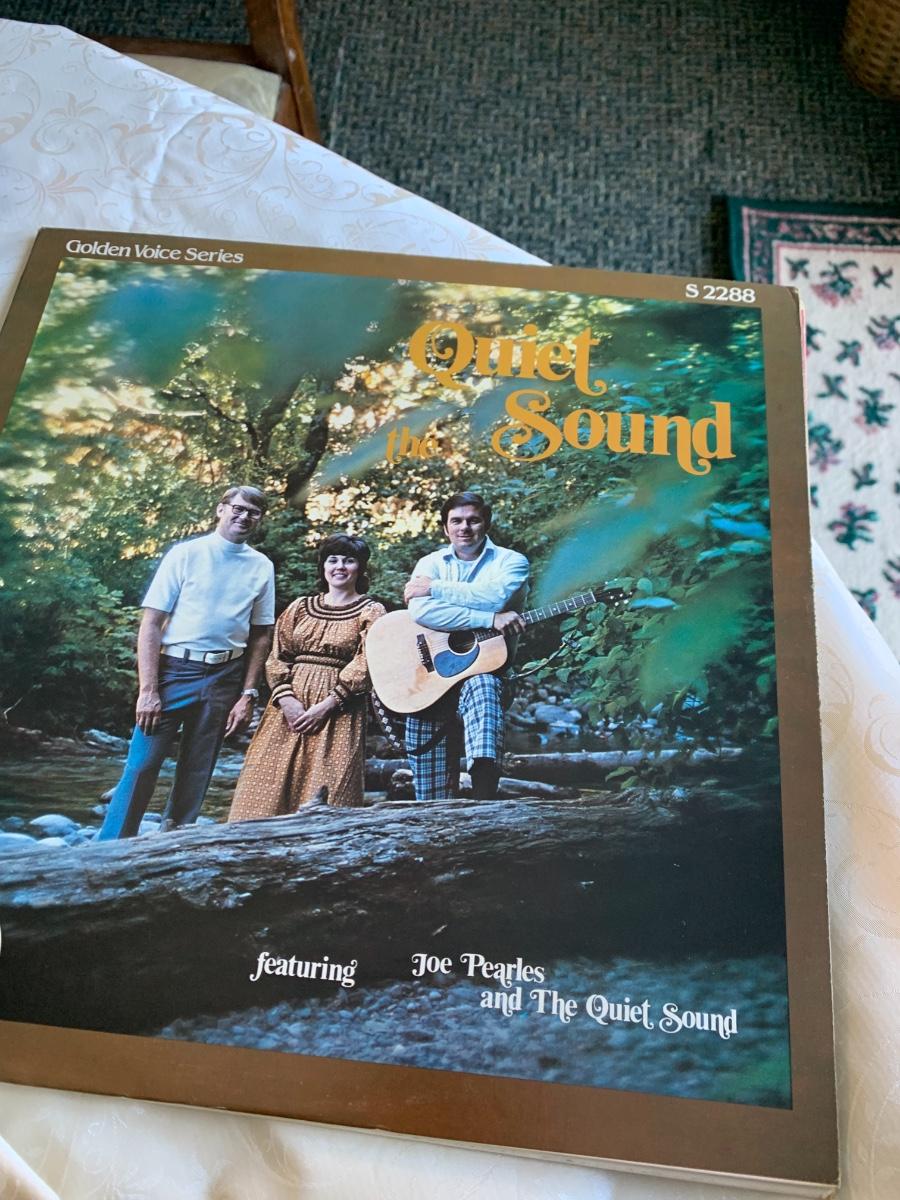 Golden Voice Series
S 2288
Quiet
the Sound
featuring Joe Pearles
and The Quiet Sound